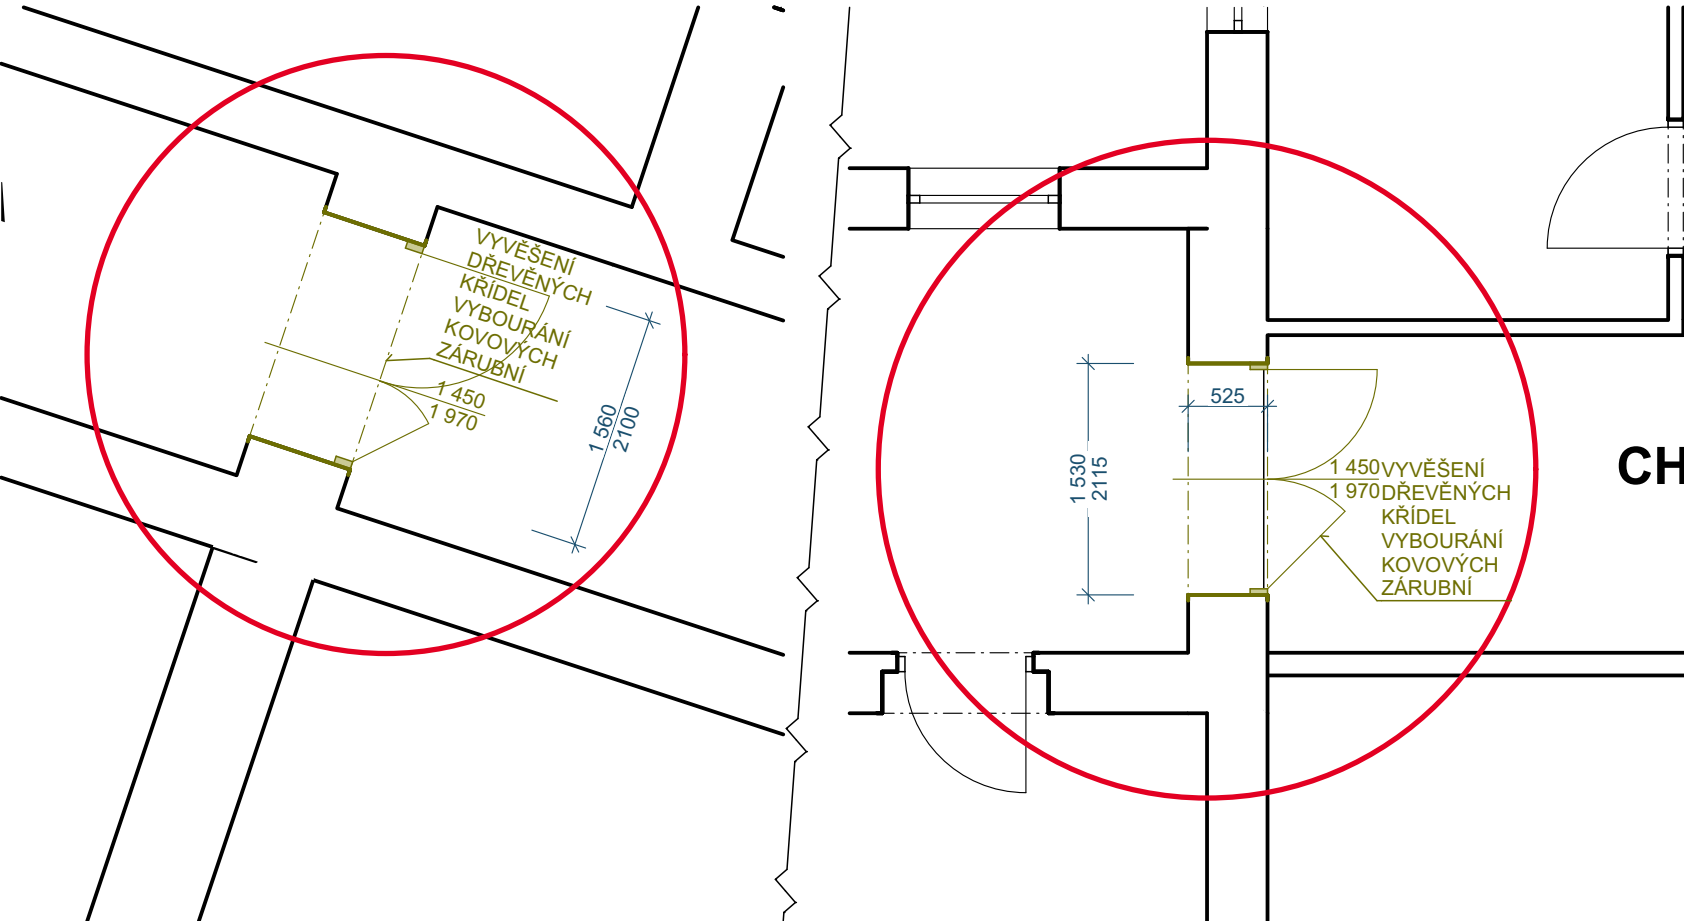 VYVĚŠENÍ
DŘEVĚNÝCH
KŘÍDEL
VYBOURÁNÍ
KOVOVÝCH
ZÁRUBNÍ
1 450
1 970
1 560
2100
525
1 530
2115
1 450
1 970
VYVĚŠENÍ
DŘEVĚNÝCH
KŘÍDEL
VYBOURÁNÍ
KOVOVÝCH
ZÁRUBNÍ
CH